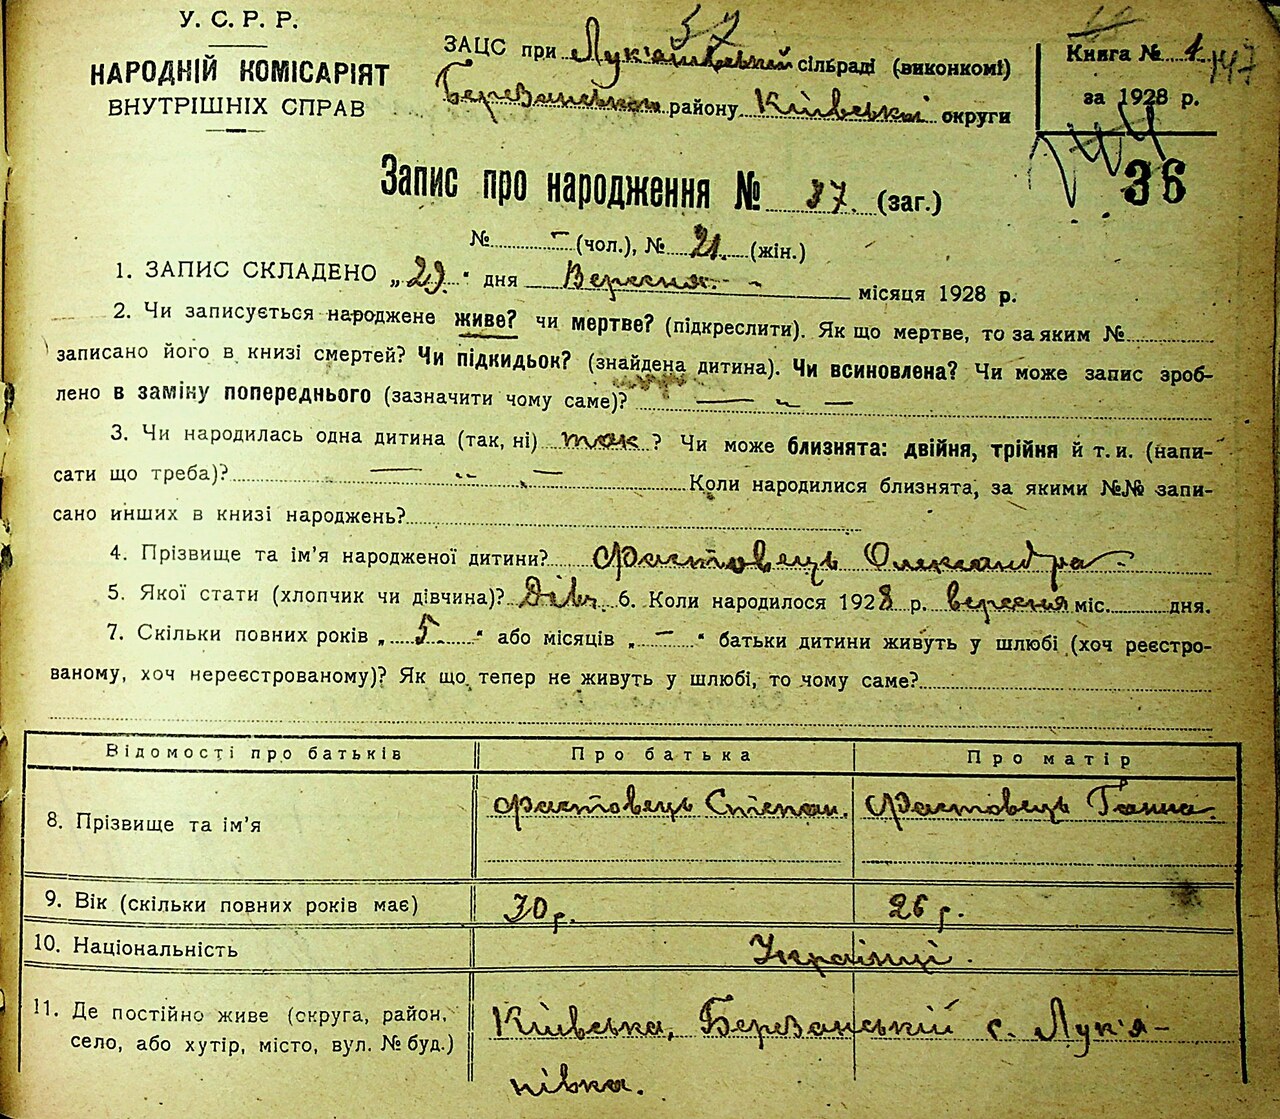 У. С. Р. Р.
НАРОДНІЙ КОМІСАРІЯТ
ВНУТРІШНІХ СПРАВ
57
ЗАЦС при Лук'янівській сільраді (виконкомі)
Березанського району Київської округи
Книга № 1
147
за 1928 р.
144
36
Запис про народження № 37. (заг.)
№ – (чол.), № 21. (жін.)
1. ЗАПИС СКЛАДЕНО „29." дня Вересня. – місяця 1928 р.
2. Чи записується народжене живе? чи мертве? (підкреслити). Як що мертве, то за яким №
записано його в книзі смертей? Чи підкидьок? (знайдена дитина). Чи всиновлена? Чи може запис зроб-
лено в заміну попереднього (зазначити чому саме)? — „ —
3. Чи народилась одна дитина (так, ні) так ? Чи може близнята: двійня, трійня й т. и. (напи-
сати що треба)? — „ — Коли народилися близнята, за якими №№ запи-
сано инших в книзі народжень?
4. Прізвище та ім'я народженої дитини? Фастовець Олександра
5. Якої стати (хлопчик чи дівчина)? Дівч. 6. Коли народилося 1928 р. вересня міс. дня.
7. Скільки повних років „ 5. " або місяців „ – " батьки дитини живуть у шлюбі (хоч реєстро-
ваному, хоч нереєстрованому)? Як що тепер не живуть у шлюбі, то чому саме?
Відомості про батьків Про батька Про матір
8. Прізвище та ім'я Фастовець Степан. Фастовець Ганна.
9. Вік (скільки повних років має) 30 р. 26 р.
10. Національність Українці.
11. Де постійно живе (округа, район, Київська, Березанській с. Лук'я-
село, або хутір, місто, вул. № буд.) нівка.